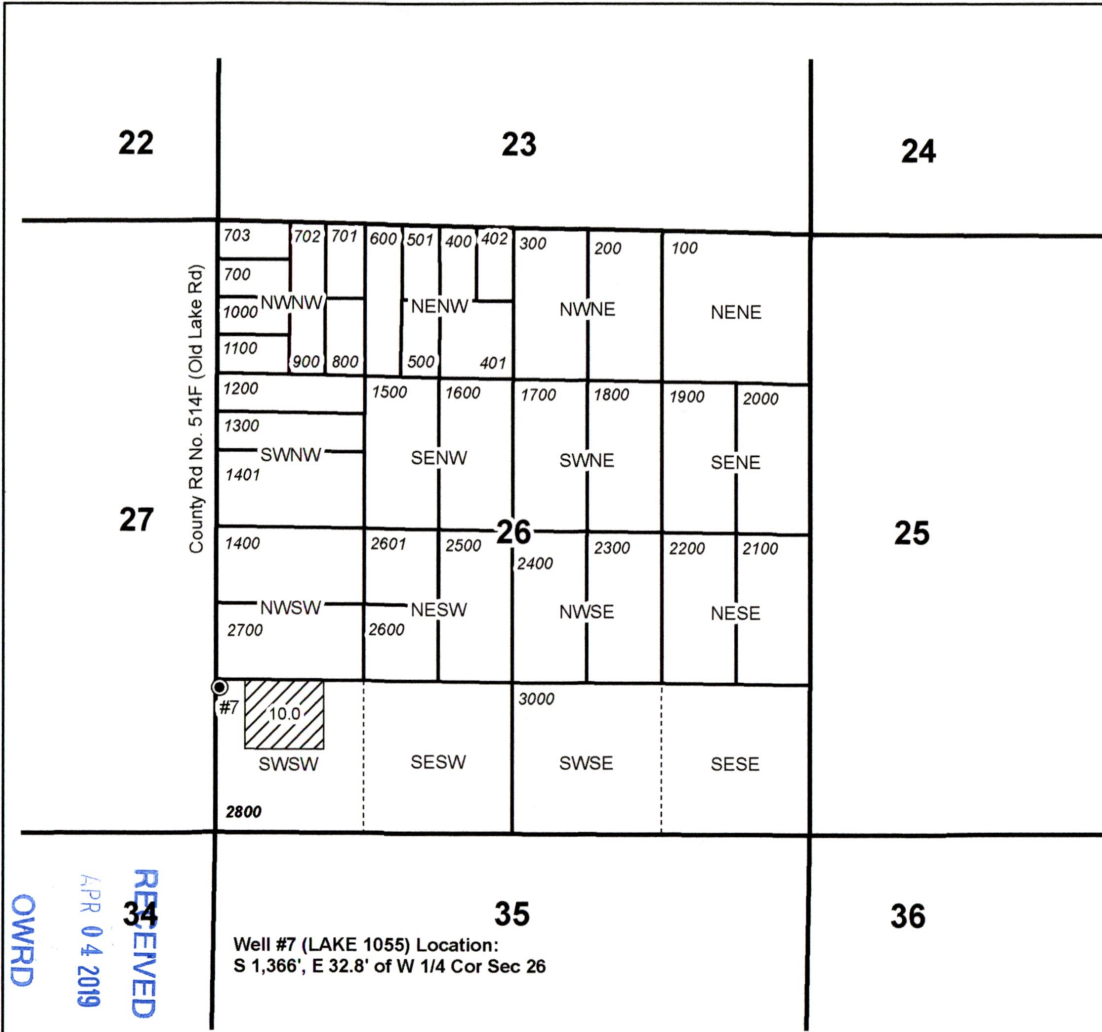 22
23
24
703
702
701
600
501
400
402
300
200
100
700
NWNW
NENW
NWNE
NENE
1000
1100
900
800
500
401
County Rd No. 514F (Old Lake Rd)
1200
1500
1600
1700
1800
1900
2000
1300
SWNW
SENW
SWNE
SENE
1401
27
26
25
1400
2601
2500
2400
2300
2200
2100
NWSW
NESW
NWSE
NESE
2700
2600
#7
10.0
3000
SWSW
SESW
SWSE
SESE
2800
34
35
36
RECEIVED
APR 04 2019
OWRD
Well #7 (LAKE 1055) Location:
S 1,366', E 32.8' of W 1/4 Cor Sec 26